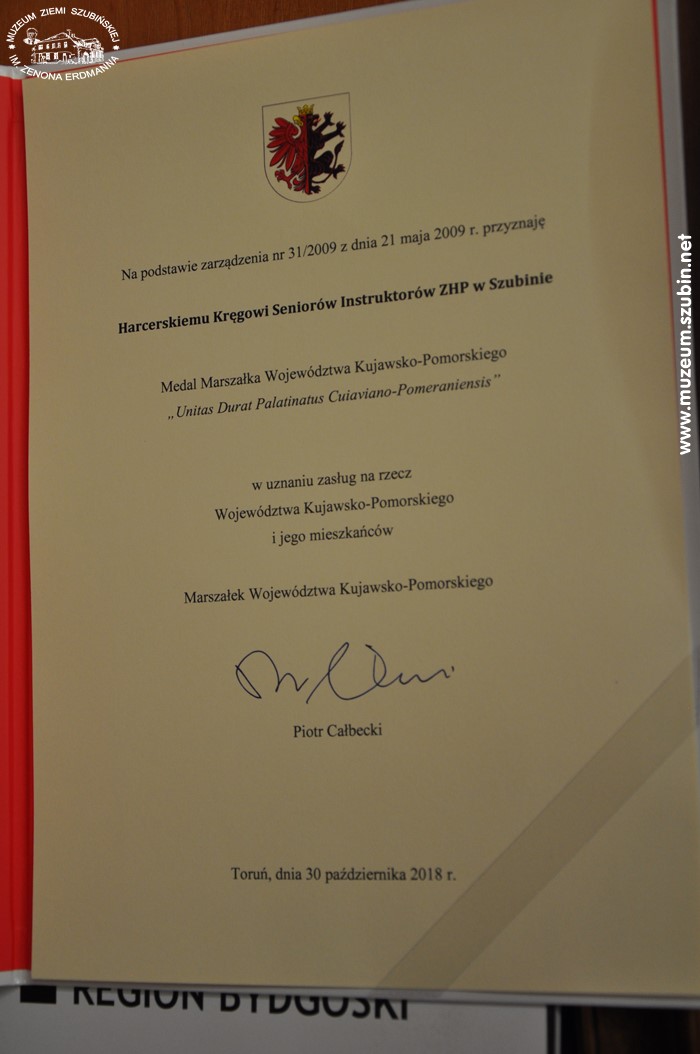 MUZEUM ZIEMI SZUBIŃSKIEJ
IM. ZENONA ERDMANNA
Na podstawie zarządzenia nr 31/2009 z dnia 21 maja 2009 r. przyznaję
Harcerskiemu Kręgowi Seniorów Instruktorów ZHP w Szubinie
Medal Marszałka Województwa Kujawsko-Pomorskiego
„Unitas Durat Palatinatus Cuiaviano-Pomeraniensis”
w uznaniu zasług na rzecz
Województwa Kujawsko-Pomorskiego
i jego mieszkańców
Marszałek Województwa Kujawsko-Pomorskiego
Piotr Całbecki
Toruń, dnia 30 października 2018 r.
REGION BYDGOSKI
www.muzeum.szubin.net